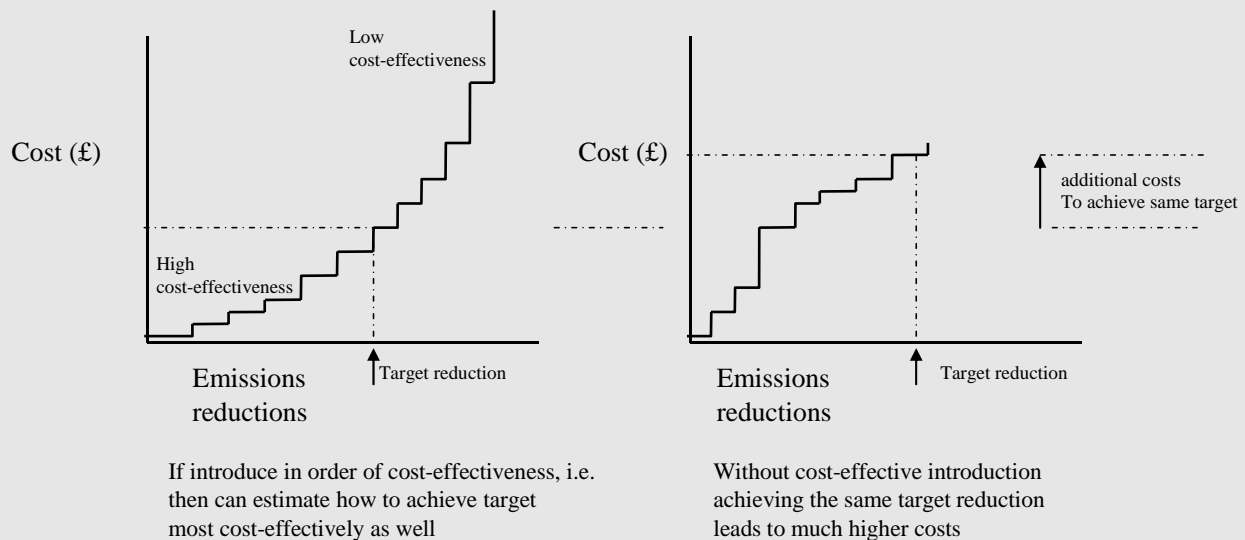 Low
cost-effectiveness
Cost (£)
High
cost-effectiveness
Emissions
reductions
Target reduction
If introduce in order of cost-effectiveness, i.e.
then can estimate how to achieve target
most cost-effectively as well
Cost (£)
additional costs
To achieve same target
Emissions
reductions
Target reduction
Without cost-effective introduction
achieving the same target reduction
leads to much higher costs